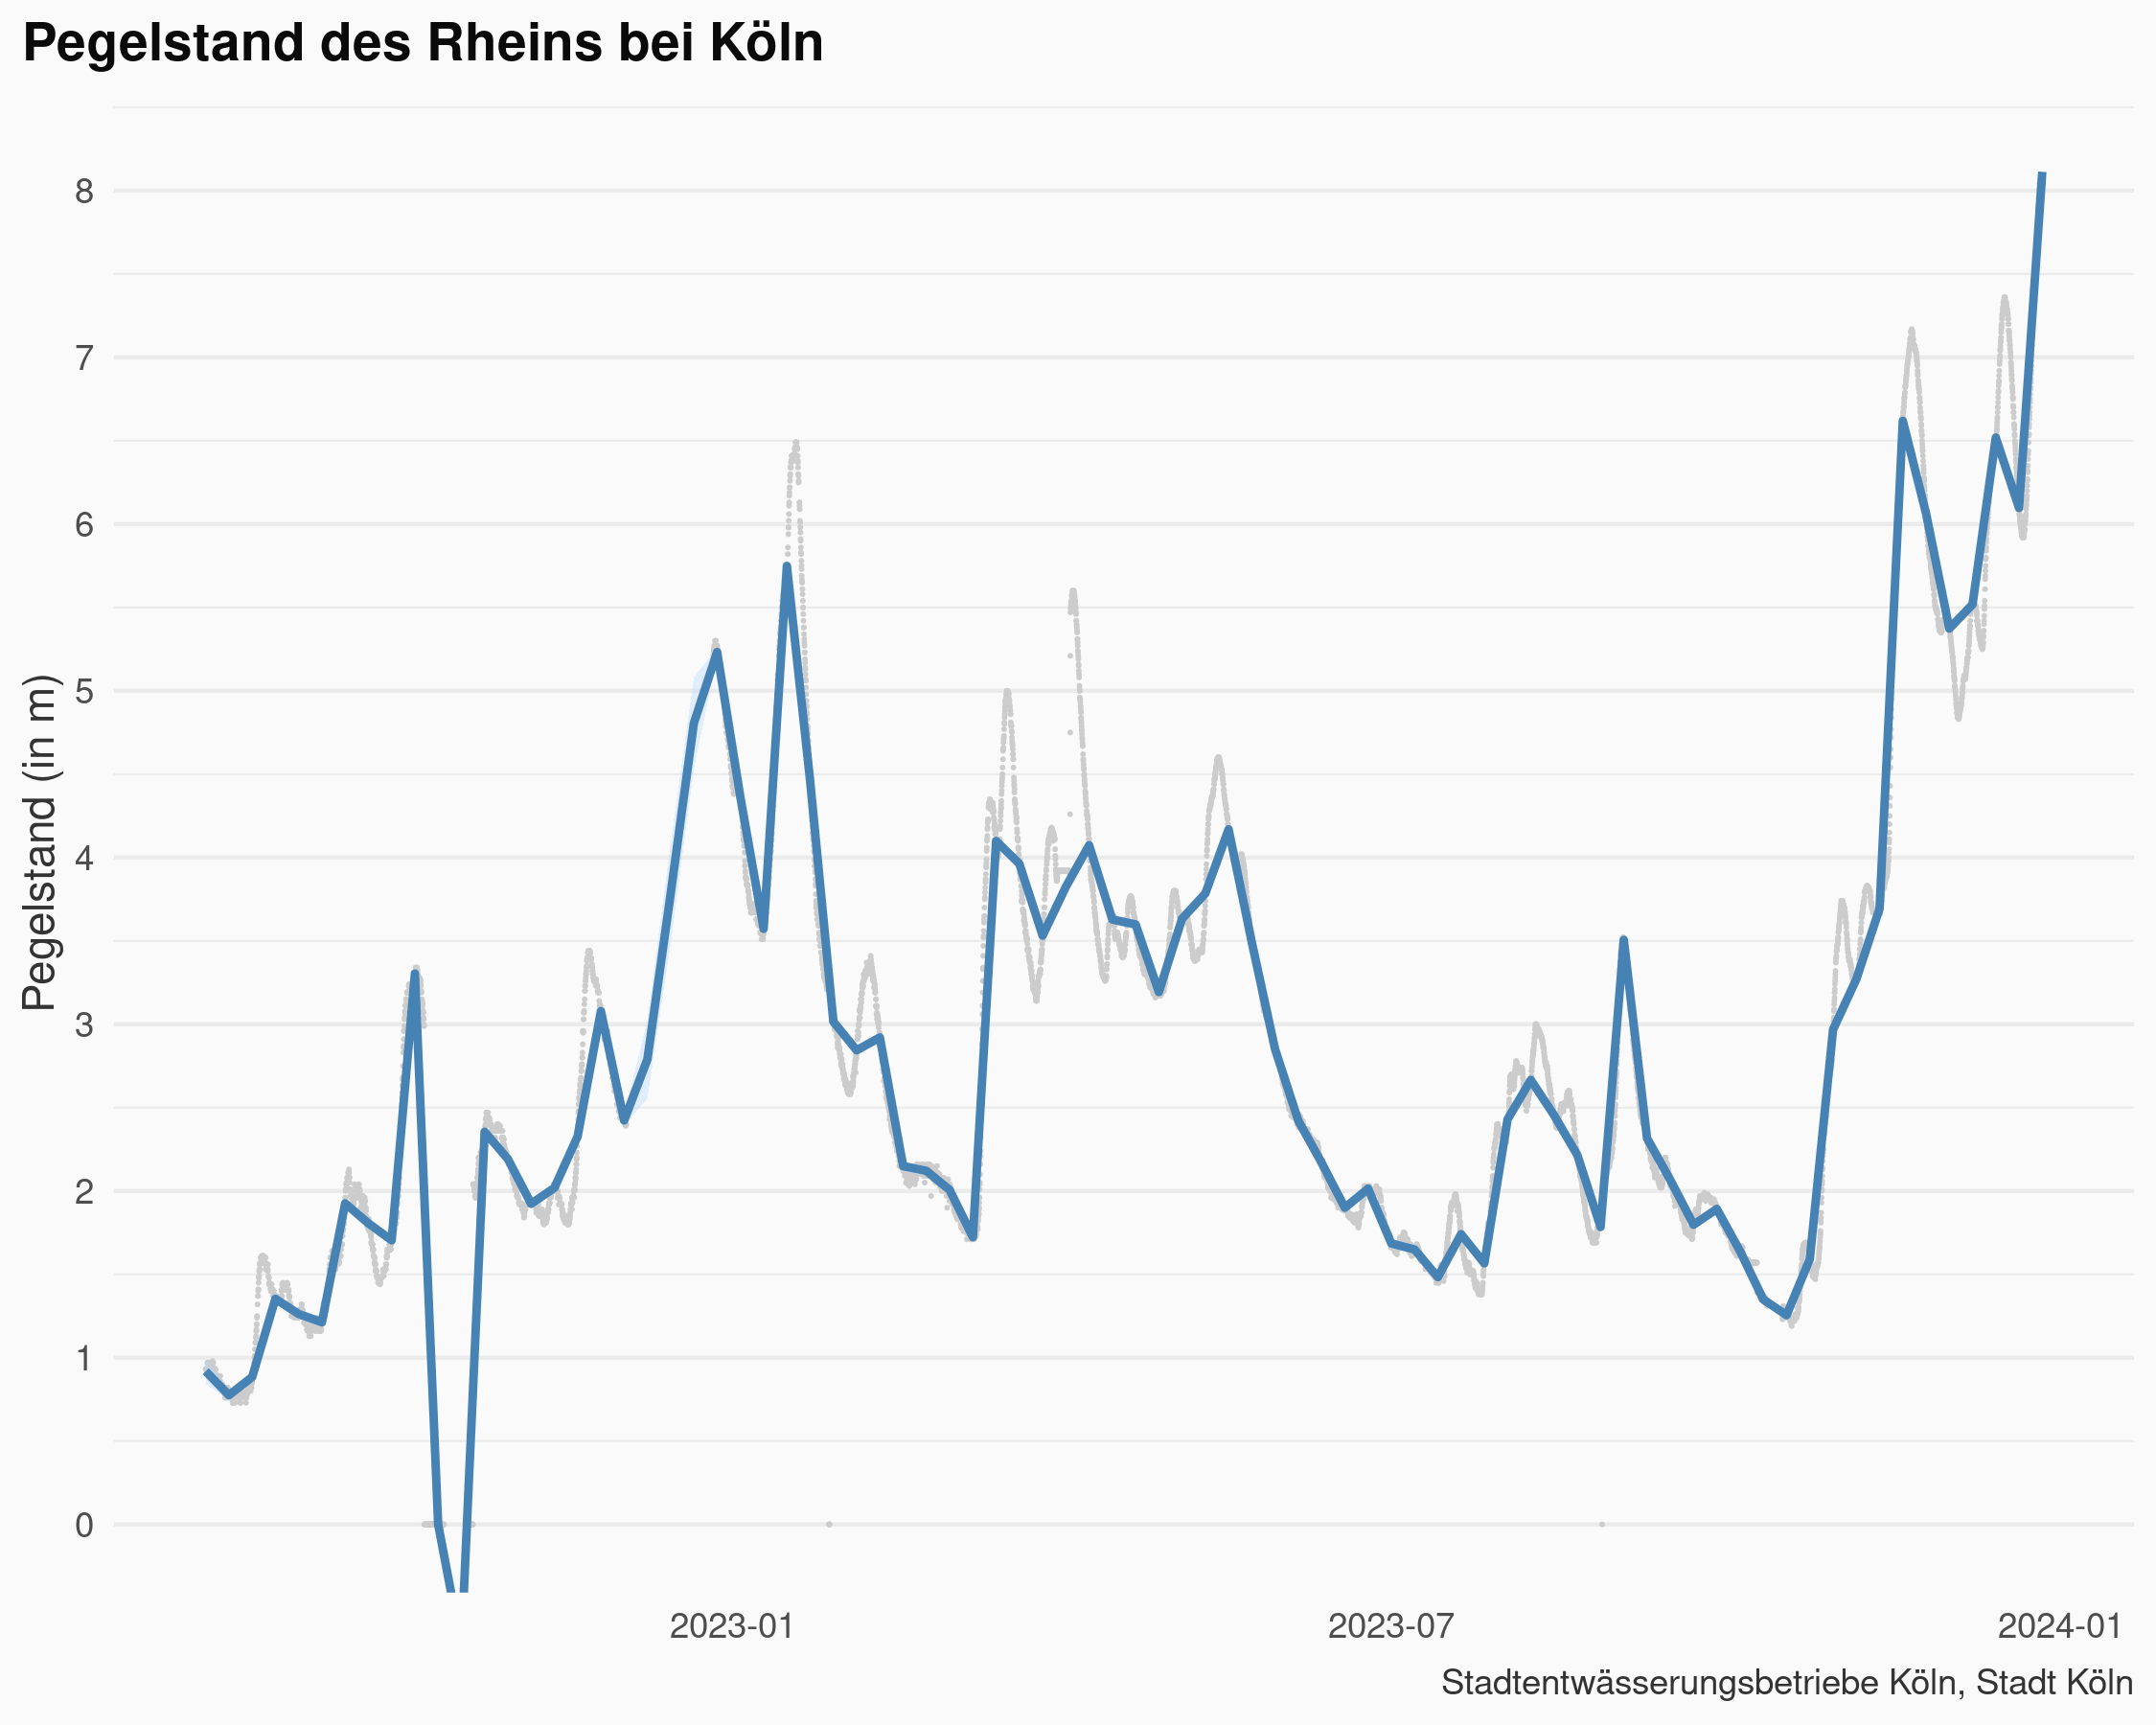 Pegelstand des Rheins bei Köln
Pegelstand (in m)
8
7
6
5
4
3
2
1
0
2023-01 2023-07 2024-01
Stadtentwässerungsbetriebe Köln, Stadt Köln